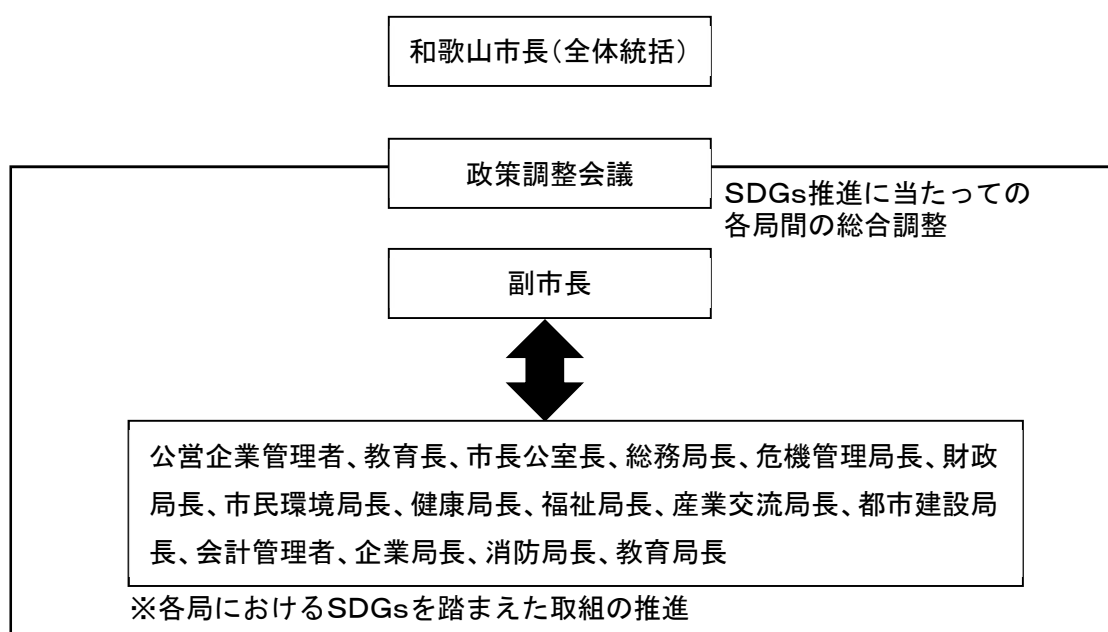 和歌山市長(全体統括)
政策調整会議
SDGs推進に当たっての
各局間の総合調整
副市長
公営企業管理者、教育長、市長公室長、総務局長、危機管理局長、財政
局長、市民環境局長、健康局長、福祉局長、産業交流局長、都市建設局
長、会計管理者、企業局長、消防局長、教育局長
※各局におけるSDGsを踏まえた取組の推進